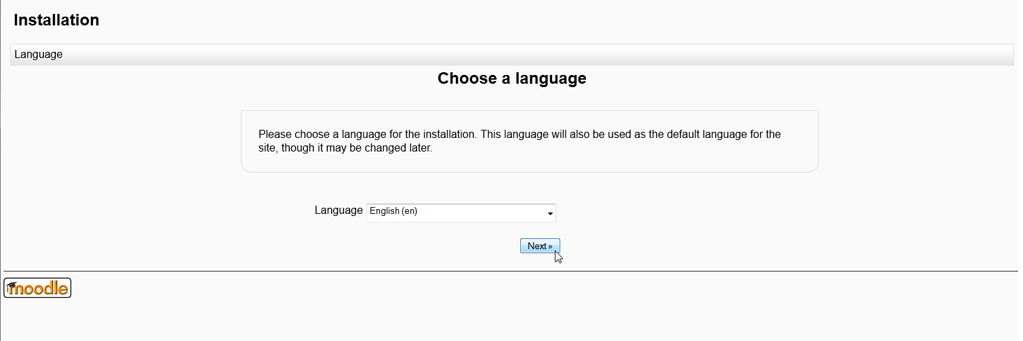 Installation
Language
Choose a language
Please choose a language for the installation. This language will also be used as the default language for the
site, though it may be changed later.
Language English (en)
Next »
moodle